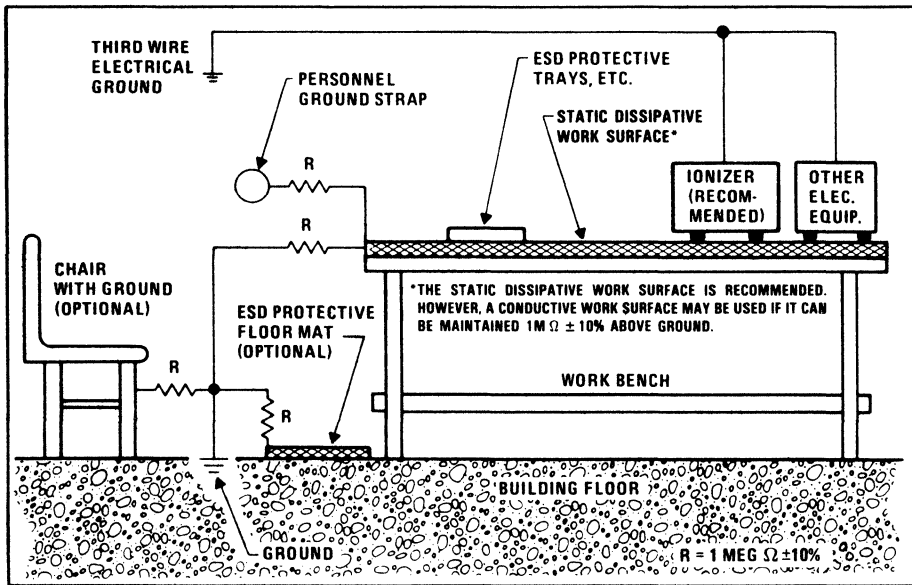 THIRD WIRE
ELECTRICAL
GROUND
PERSONNEL
GROUND STRAP
ESD PROTECTIVE
TRAYS, ETC.
STATIC DISSIPATIVE
WORK SURFACE*
IONIZER
(RECOM-
MENDED)
OTHER
ELEC.
EQUIP.
R
R
CHAIR
WITH GROUND
(OPTIONAL)
ESD PROTECTIVE
FLOOR MAT
(OPTIONAL)
*THE STATIC DISSIPATIVE WORK SURFACE IS RECOMMENDED.
HOWEVER, A CONDUCTIVE WORK SURFACE MAY BE USED IF IT CAN
BE MAINTAINED 1M Ω ±10% ABOVE GROUND.
R
R
WORK BENCH
BUILDING FLOOR
GROUND
R = 1 MEG Ω ±10%